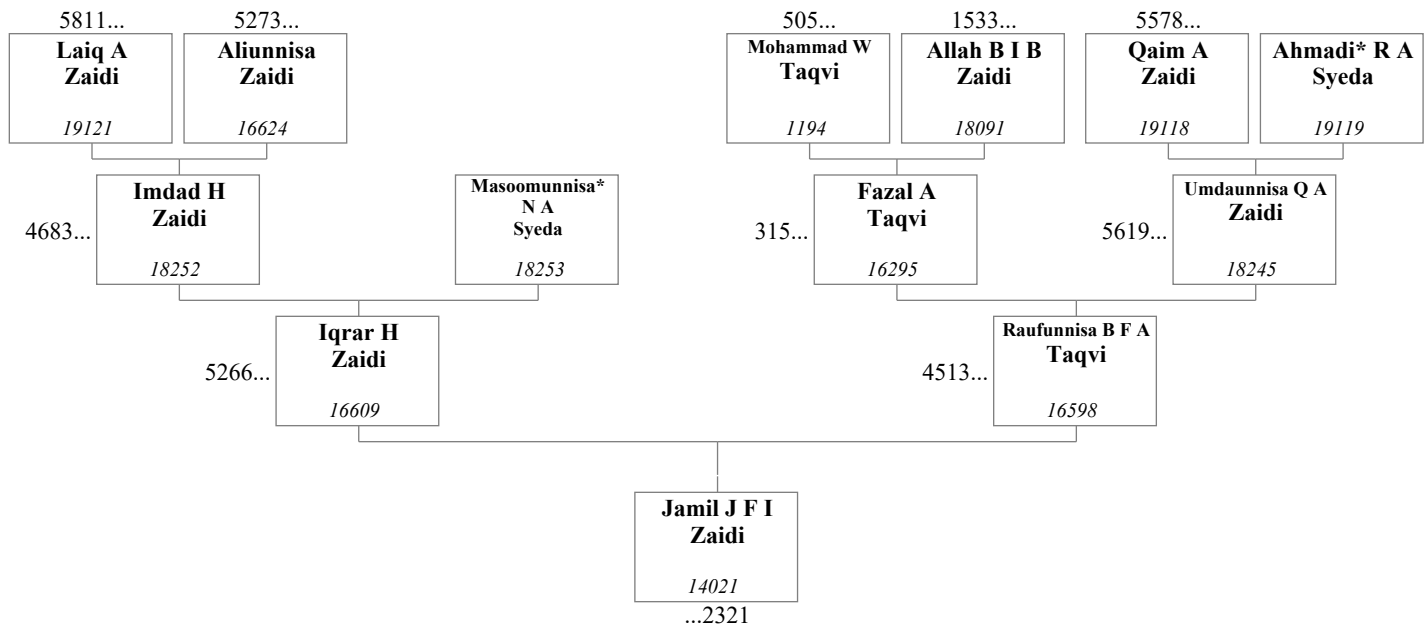 5811...
5273...
505...
1533...
5578...
Laiq A
Zaidi
19121
Aliunnisa
Zaidi
16624
Mohammad W
Taqvi
1194
Allah B I B
Zaidi
18091
Qaim A
Zaidi
19118
Ahmadi* R A
Syeda
19119
4683...
Imdad H
Zaidi
18252
Masoomunnisa*
N A
Syeda
18253
315...
Fazal A
Taqvi
16295
5619...
Umdaunnisa Q A
Zaidi
18245
5266...
Iqrar H
Zaidi
16609
4513...
Raufunnisa B F A
Taqvi
16598
Jamil J F I
Zaidi
14021
...2321